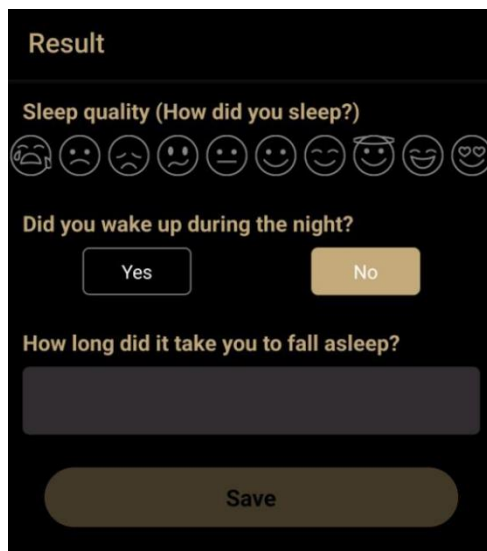 Result
Sleep quality (How did you sleep?)
Did you wake up during the night?
Yes No
How long did it take you to fall asleep?
Save